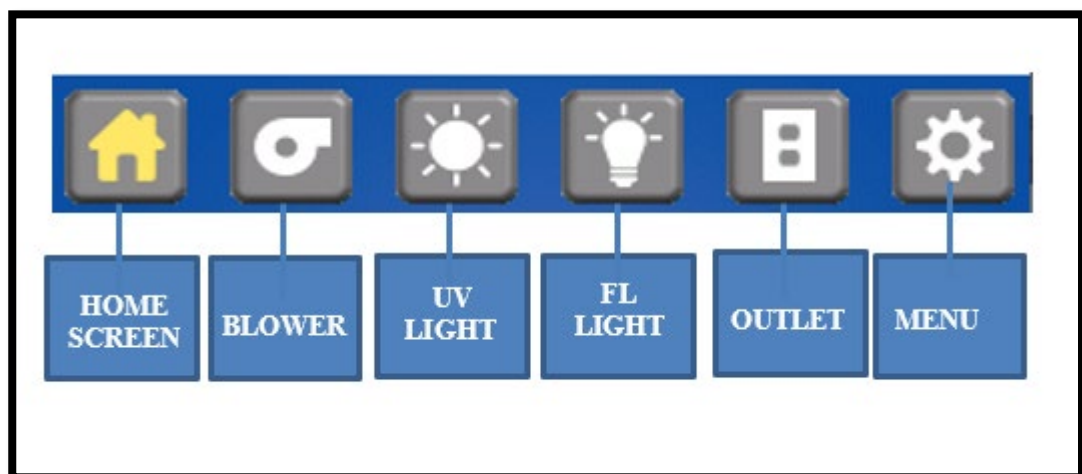 HOME
SCREEN
BLOWER
UV
LIGHT
FL
LIGHT
OUTLET
MENU